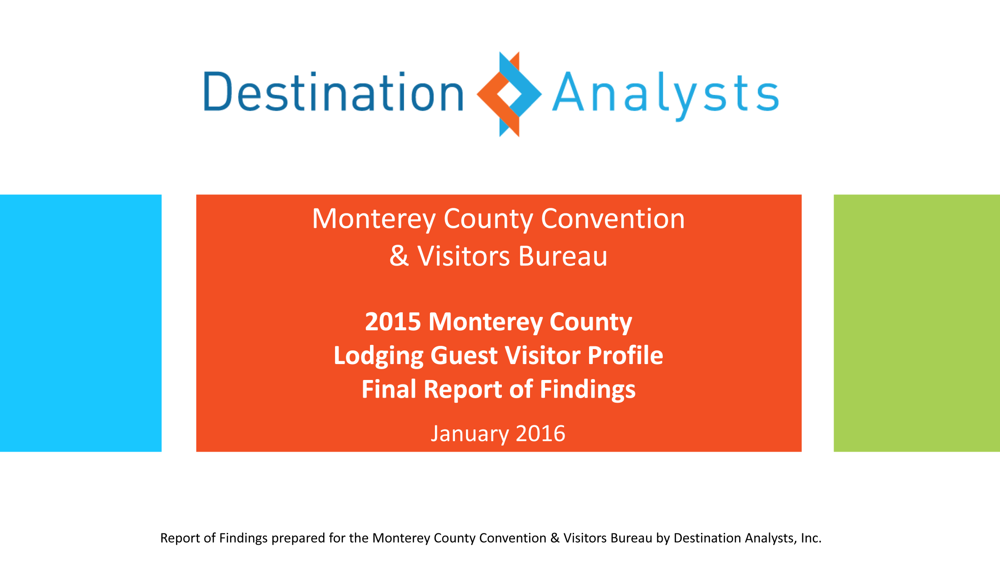 Destination Analysts
Monterey County Convention
& Visitors Bureau
2015 Monterey County
Lodging Guest Visitor Profile
Final Report of Findings
January 2016
Report of Findings prepared for the Monterey County Convention & Visitors Bureau by Destination Analysts, Inc.